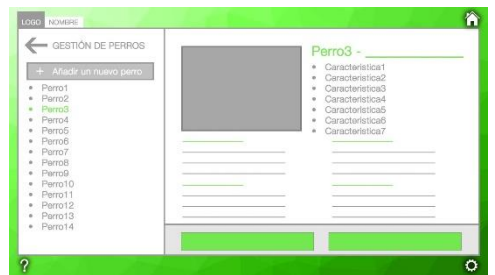 LOGO NOMBRE
GESTIÓN DE PERROS
+ Añadir un nuevo perro
Perro1
Perro2
Perro3
Perro4
Perro5
Perro6
Perro7
Perro8
Perro9
Perro10
Perro11
Perro12
Perro13
Perro14
Perro3 - 
Caracteristica1
Caracteristica2
Caracteristica3
Caracteristica4
Caracteristica5
Caracteristica6
Caracteristica7
?